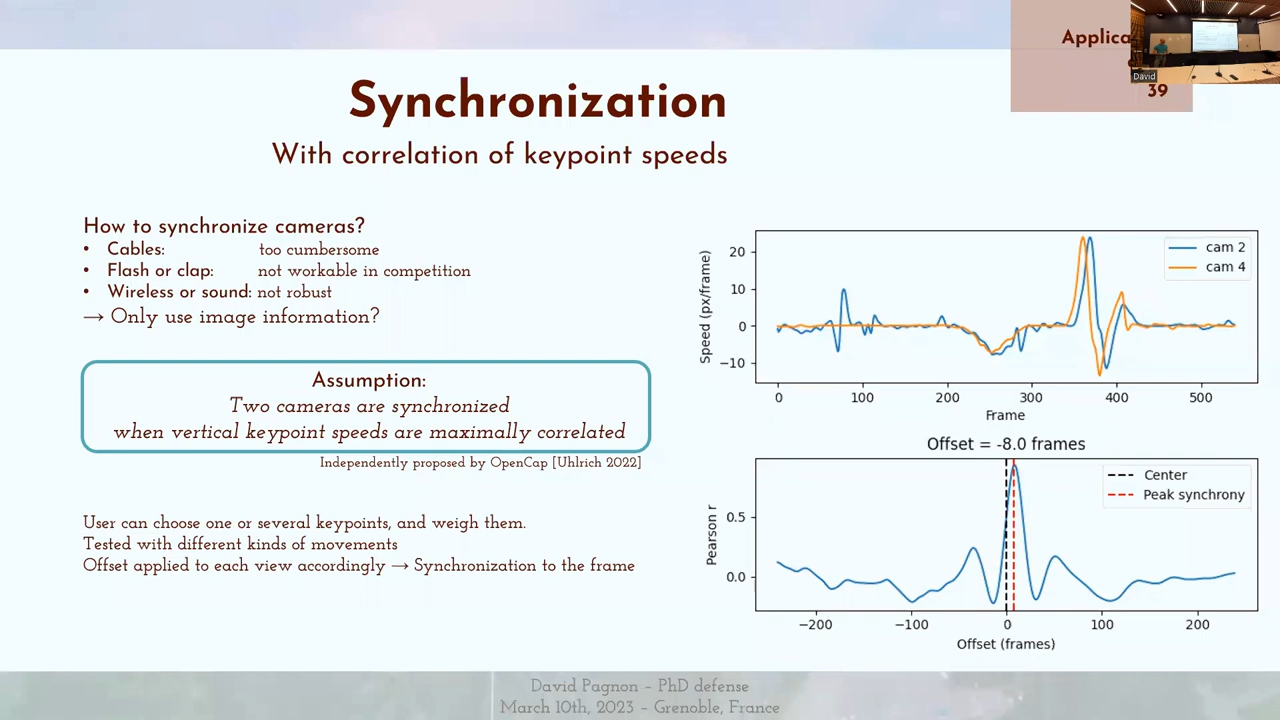 Applica
David
39
Synchronization
With correlation of keypoint speeds
How to synchronize cameras?
• Cables: too cumbersome
• Flash or clap: not workable in competition
• Wireless or sound: not robust
→ Only use image information?
Assumption:
Two cameras are synchronized
when vertical keypoint speeds are maximally correlated
Independently proposed by OpenCap [Uhlrich 2022]
User can choose one or several keypoints, and weigh them.
Tested with different kinds of movements
Offset applied to each view accordingly → Synchronization to the frame
Speed (px/frame)
20
10
0
−10
cam 2
cam 4
0 100 200 300 400 500
Frame
Offset = -8.0 frames
Pearson r
0.5
0.0
Center
Peak synchrony
−200 −100 0 100 200
Offset (frames)
David Pagnon – PhD defense
March 10th, 2023 – Grenoble, France